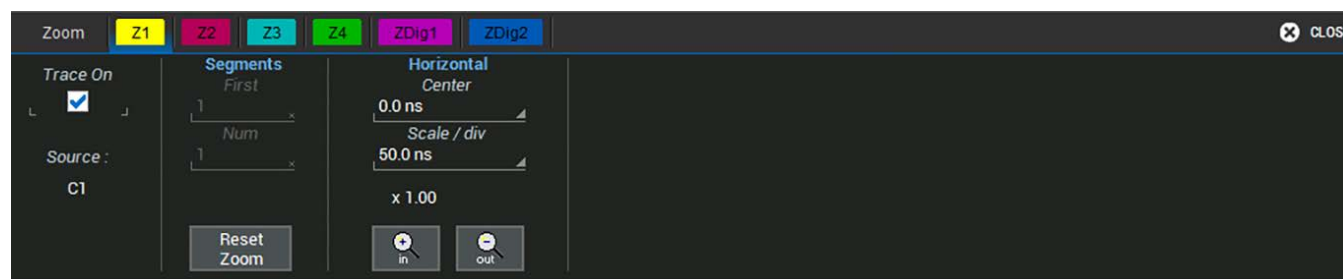 Zoom Z1 Z2 Z3 Z4 ZDig1 ZDig2 CLOS
Trace On
Source :
C1
Segments
First
1
Num
1
Reset
Zoom
Horizontal
Center
0.0 ns
Scale / div
50.0 ns
x 1.00
in out